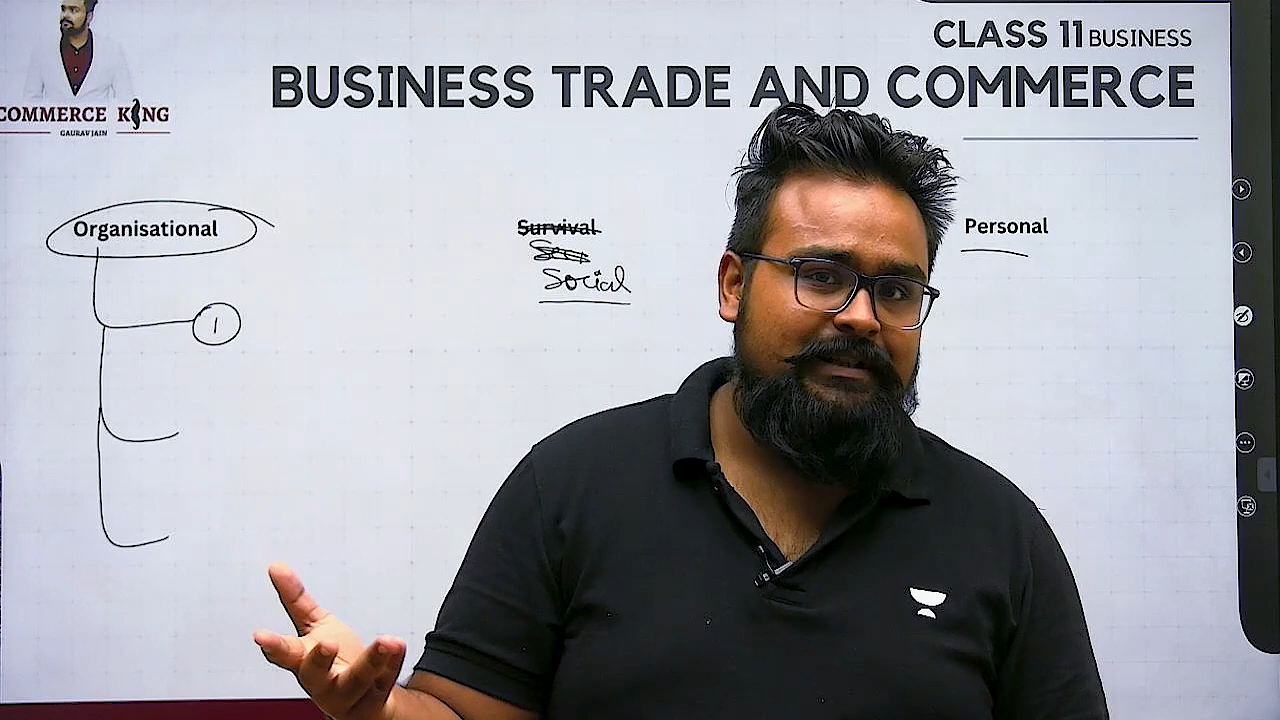 CLASS 11 BUSINESS
BUSINESS TRADE AND COMMERCE
COMMERCE KING
GAURAV JAIN
Organisational
Survival
Personal
Social
1